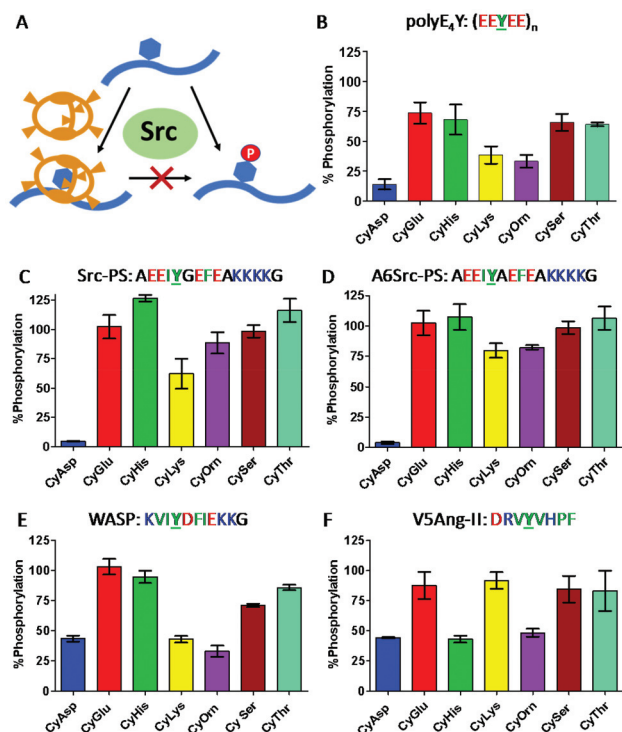 A
Src
P
B
polyE4Y: (EEYEE)n
% Phosphorylation
125
100
75
50
25
0
CyAsp
CyGlu
CyHis
CyLys
CyOrn
CySer
CyThr
C
Src-PS: AEEIYGEFEAKKKKG
%Phosphorylation
125
100
75
50
25
0
CyAsp
CyGlu
CyHis
CyLys
CyOrn
CySer
CyThr
D
A6Src-PS: AEEIYAEFEAKKKKG
%Phosphorylation
125
100
75
50
25
0
CyAsp
CyGlu
CyHis
CyLys
CyOrn
CySer
CyThr
E
WASP: KVIYDFIEKKG
%Phosphorylation
125
100
75
50
25
0
CyAsp
CyGlu
CyHis
CyLys
CyOrn
Cy Ser
CyThr
F
V5Ang-II: DRVYVHPF
%Phosphorylation
125
100
75
50
25
0
CyAsp
CyGlu
CyHis
CyLys
CyOrn
CySer
CyThr